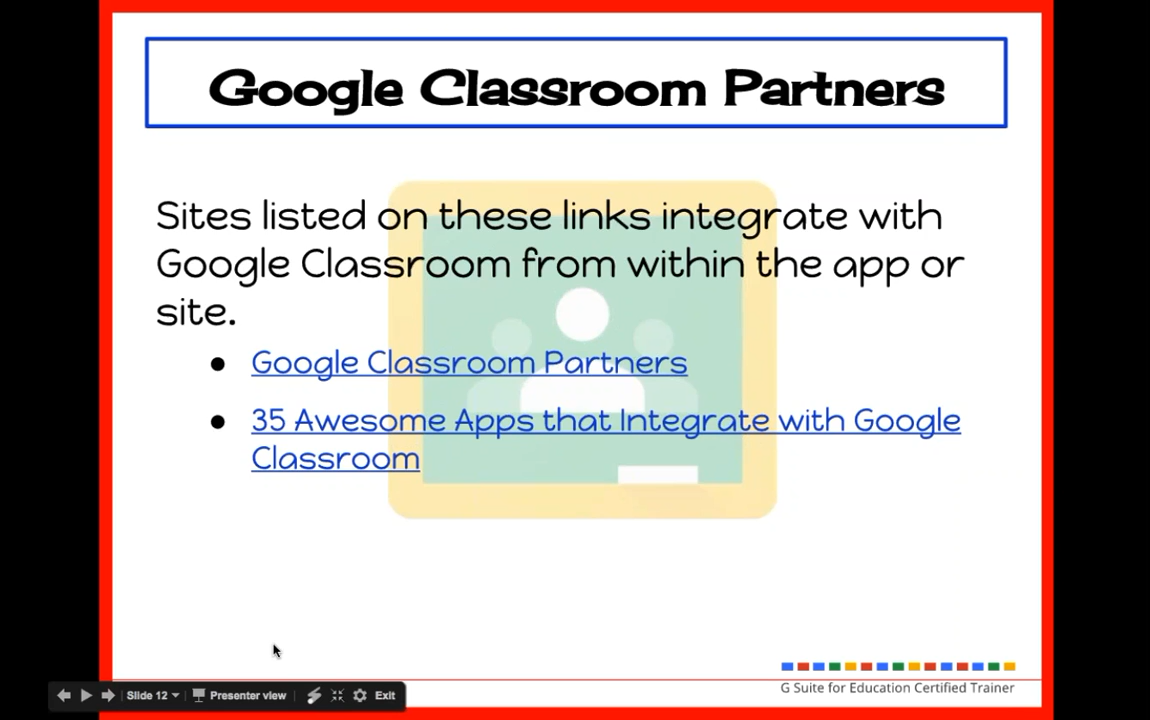 Google Classroom Partners
Sites listed on these links integrate with
Google Classroom from within the app or
site.
● Google Classroom Partners
● 35 Awesome Apps that Integrate with Google
Classroom
G Suite for Education Certified Trainer
Slide 12 Presenter view Exit